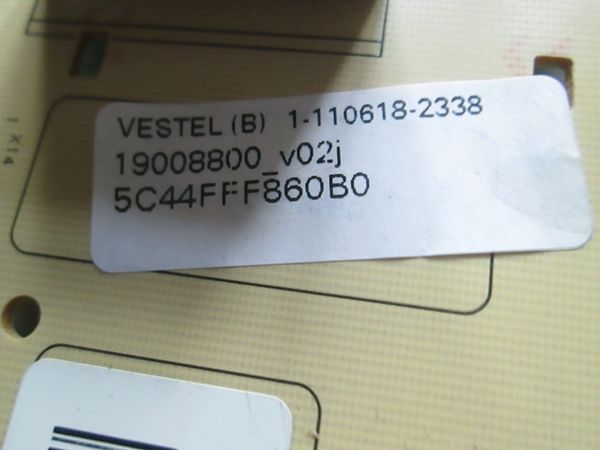 VESTEL (B) 1-110618-2338
19008800_v02j
5C44FFF860B0